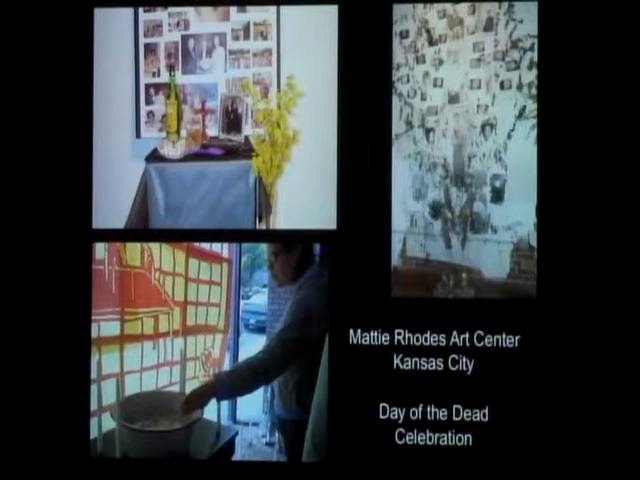 Mattie Rhodes Art Center
Kansas City
Day of the Dead
Celebration